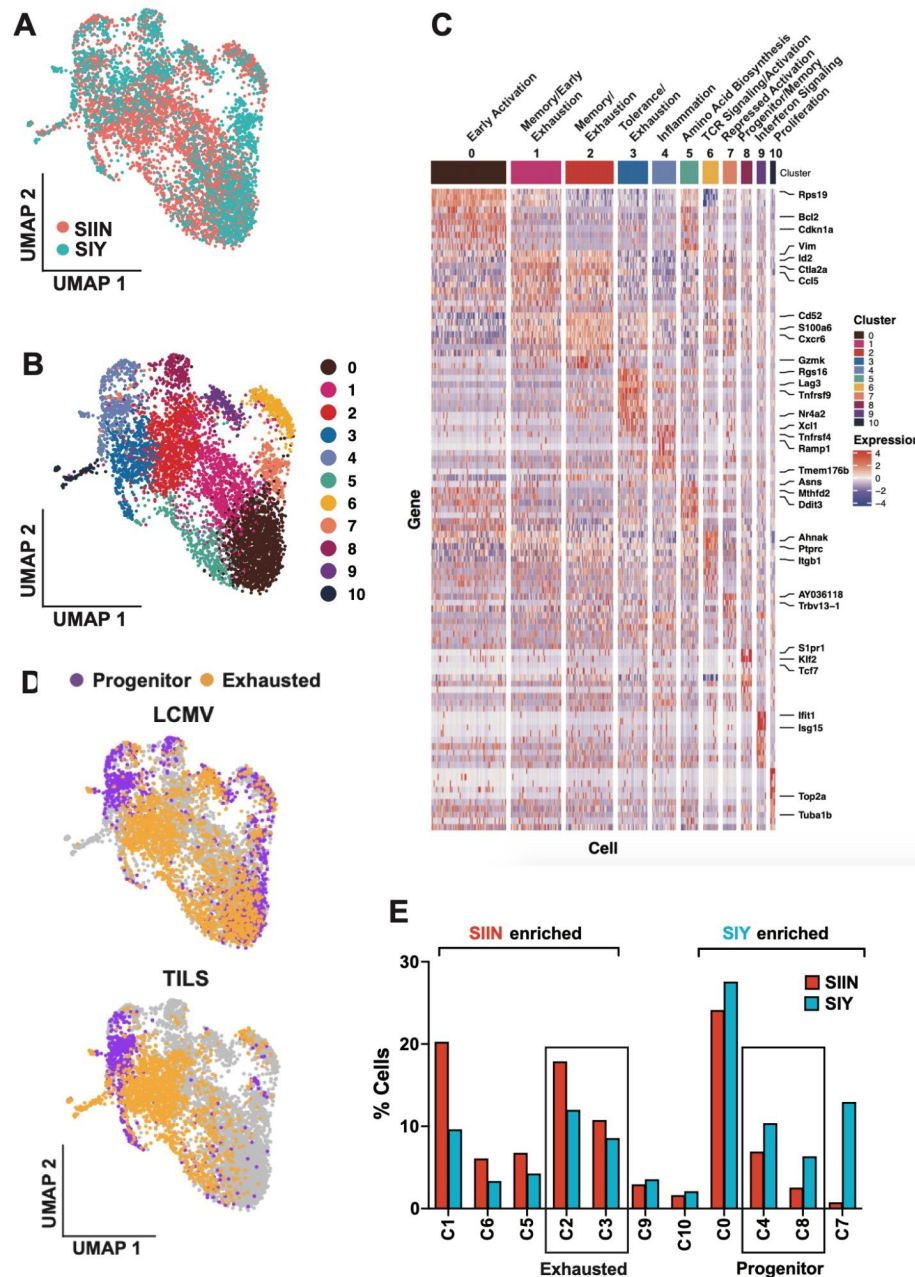 A
UMAP 2
SIIN
SIY
UMAP 1
B
0
1
2
3
4
5
6
7
8
9
10
UMAP 2
UMAP 1
C
Early Activation
Memory/Early
Exhaustion
Memory/
Exhaustion
Tolerance/
Exhaustion
Inflammation
Amino Acid Biosynthesis
TCR Signaling/Activation
Repressed Activation
Progenitor/Memory
Interferon Signaling
Proliferation
0 1 2 3 4 5 6 7 8 9 10
Cluster
Rps19
Bcl2
Cdkn1a
Vim
Id2
Ctla2a
Ccl5
Cd52
S100a6
Cxcr6
Gzmk
Rgs16
Lag3
Tnfrsf9
Nr4a2
Xcl1
Tnfrsf4
Ramp1
Tmem176b
Asns
Mthfd2
Ddit3
Ahnak
Ptprc
Itgb1
AY036118
Trbv13-1
S1pr1
Klf2
Tcf7
Ifit1
Isg15
Top2a
Tuba1b
Gene
Cell
Cluster
0
1
2
3
4
5
6
7
8
9
10
Expression
4
2
0
−2
−4
D
Progenitor Exhausted
LCMV
TILS
UMAP 2
UMAP 1
E
SIIN enriched
SIY enriched
SIIN
SIY
% Cells
30
20
10
0
C1 C6 C5 C2 C3 C9 C10 C0 C4 C8 C7
Exhausted Progenitor